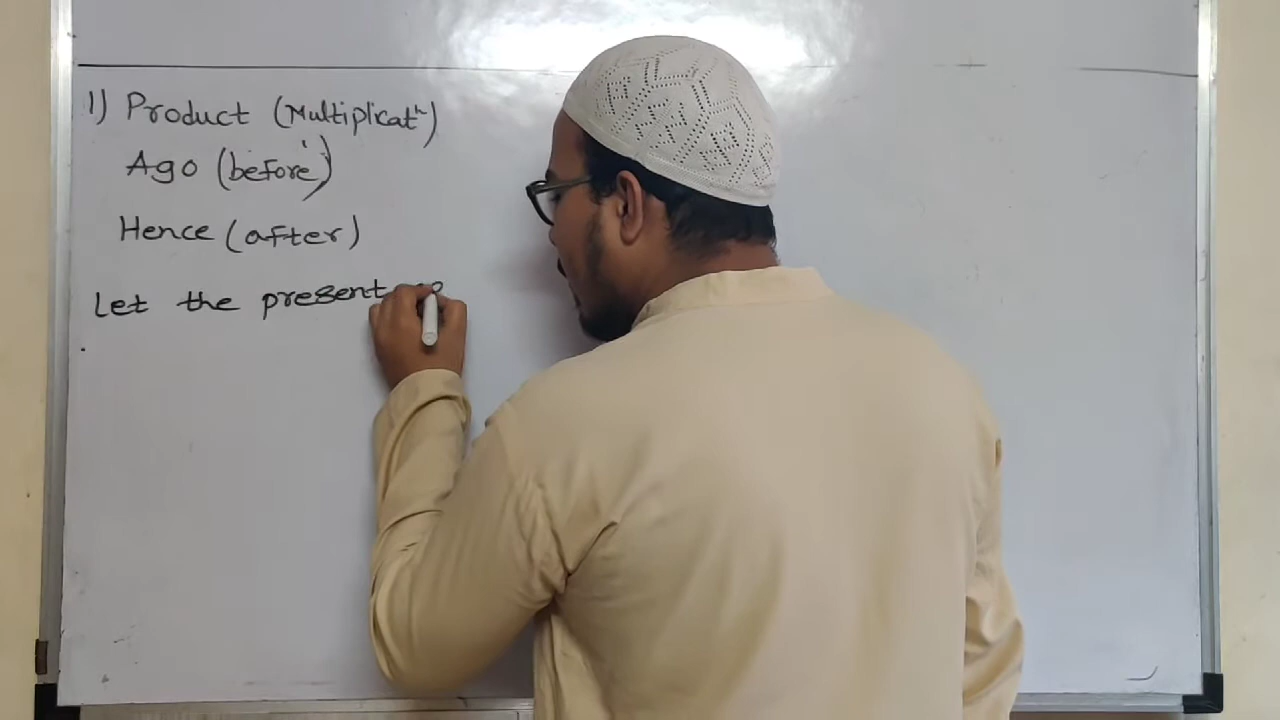 1) Product (Multiplicatⁿ)
Ago (before)
Hence (after)
Let the present